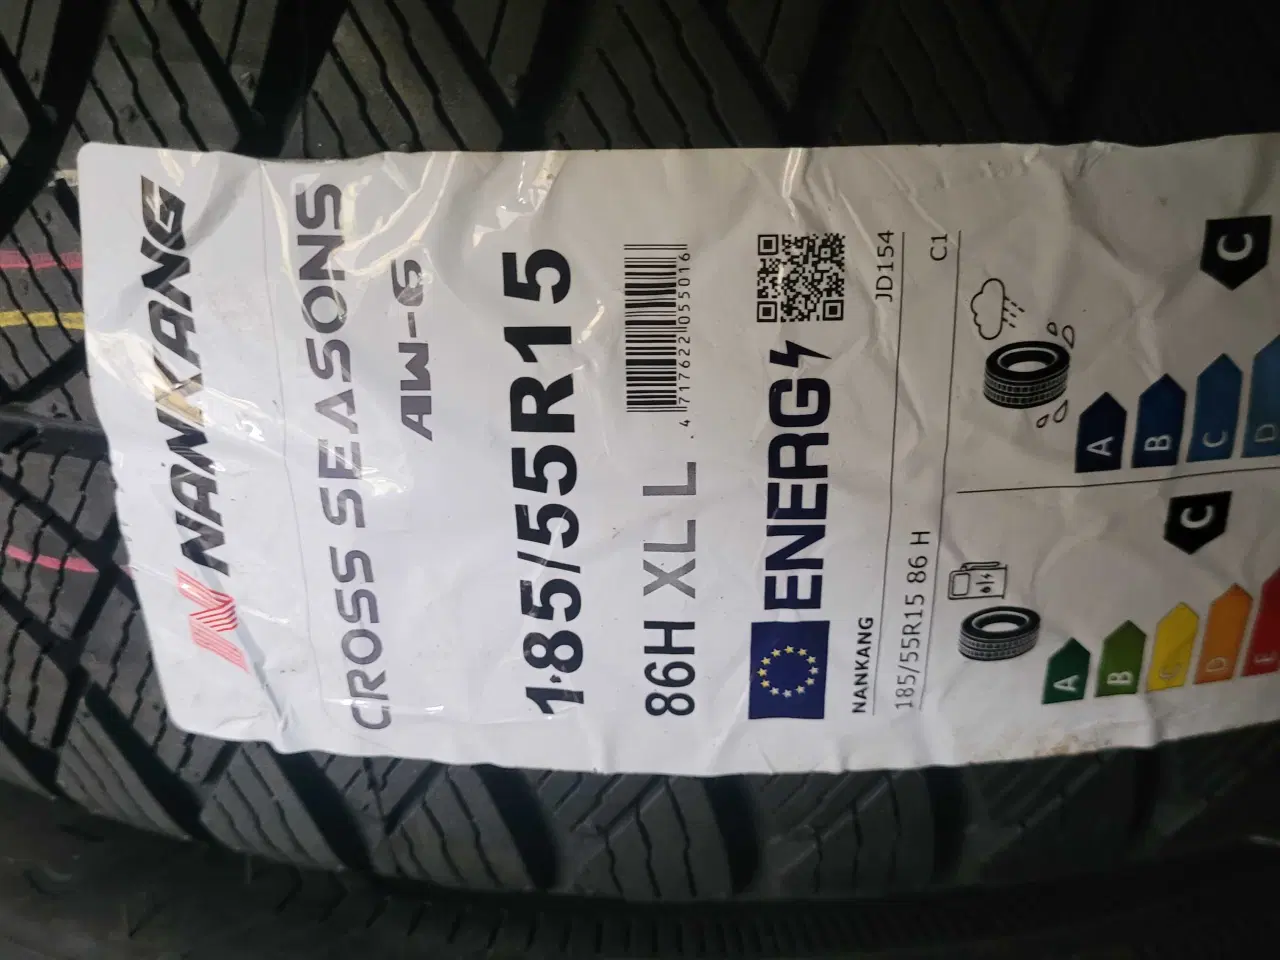 NANKANG
CROSS SEASONS
AW-6
185/55R15
86H XL L
4 717622 055016
ENERG
NANKANG
JD154
185/55R15 86 H
C1
A
B
C
D
E
C
A
B
C
D
C